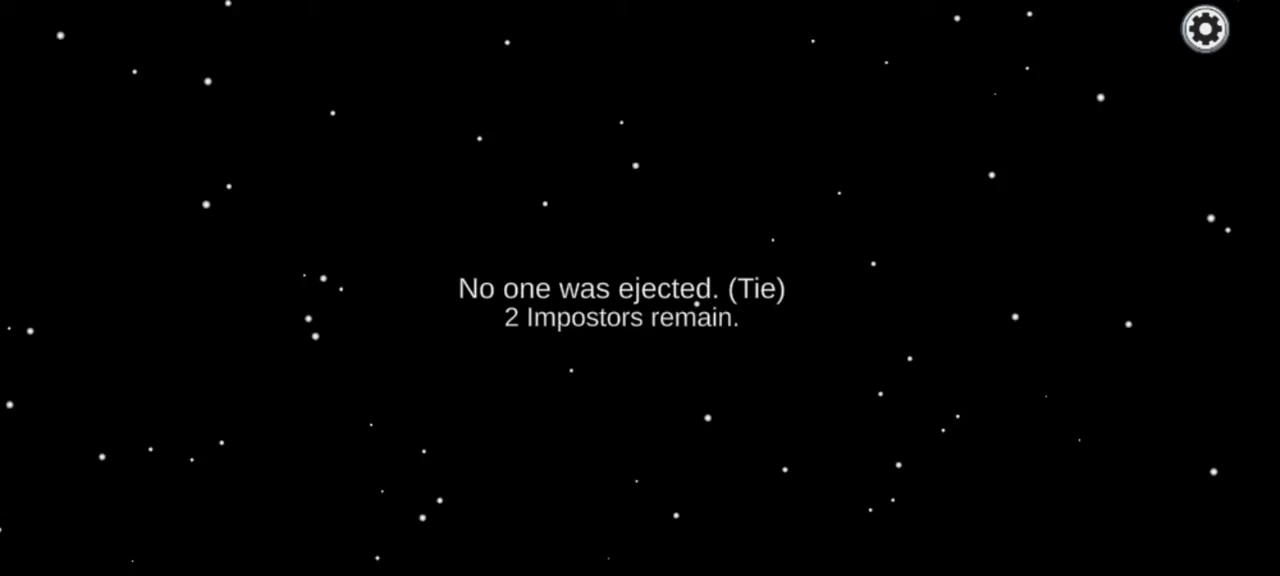 No one was ejected. (Tie)
2 Impostors remain.